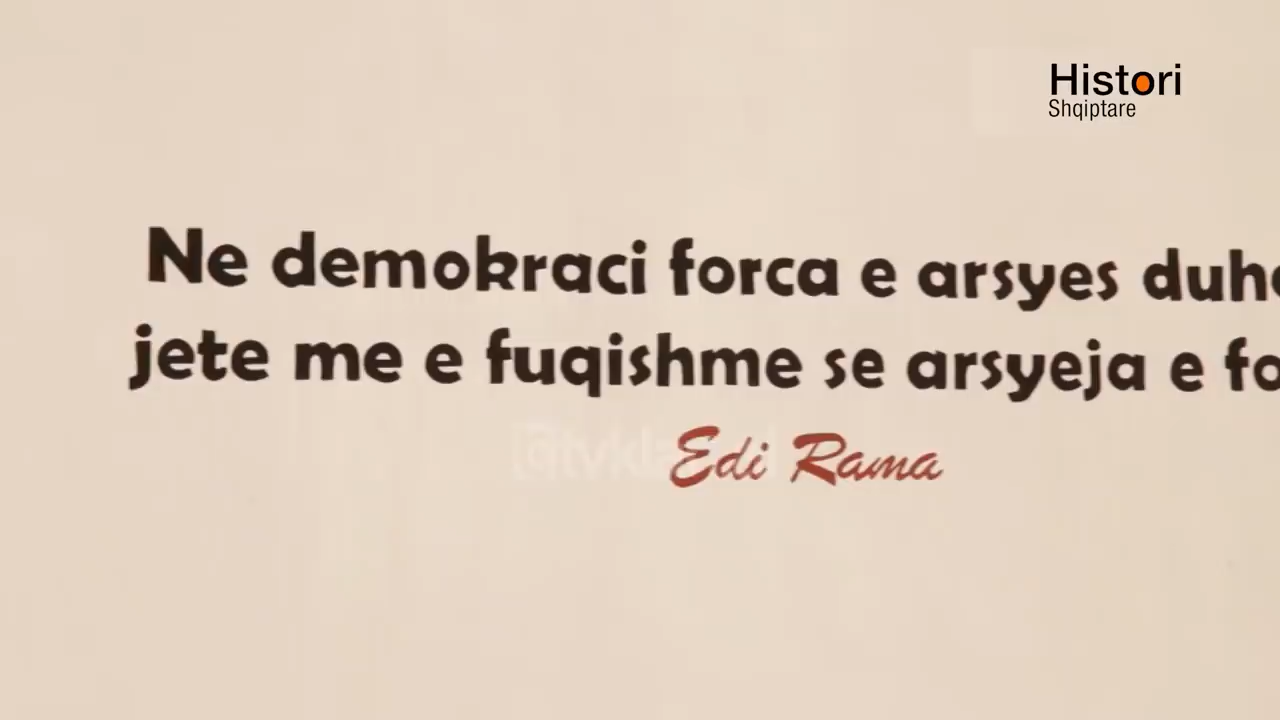 Histori
Shqiptare
Ne demokraci forca e arsyes
jete me e fuqishme se arsyeja e
Edi Rama